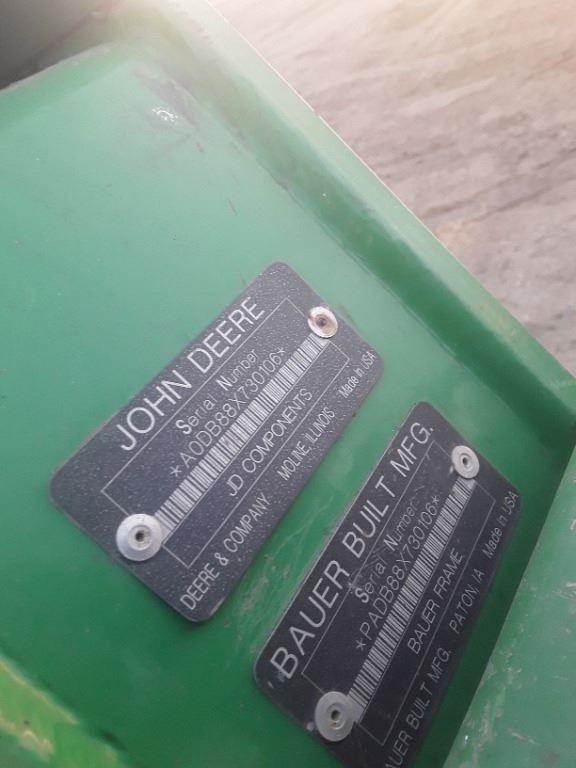 JOHN DEERE
Serial Number
*A0DB88X730106*
JD COMPONENTS
DEERE & COMPANY MOLINE, ILLINOIS Made in USA
BAUER BUILT MFG.
Serial Number
*PADB88X730106*
BAUER FRAME
BUILT MFG. PATON, IA Made in USA